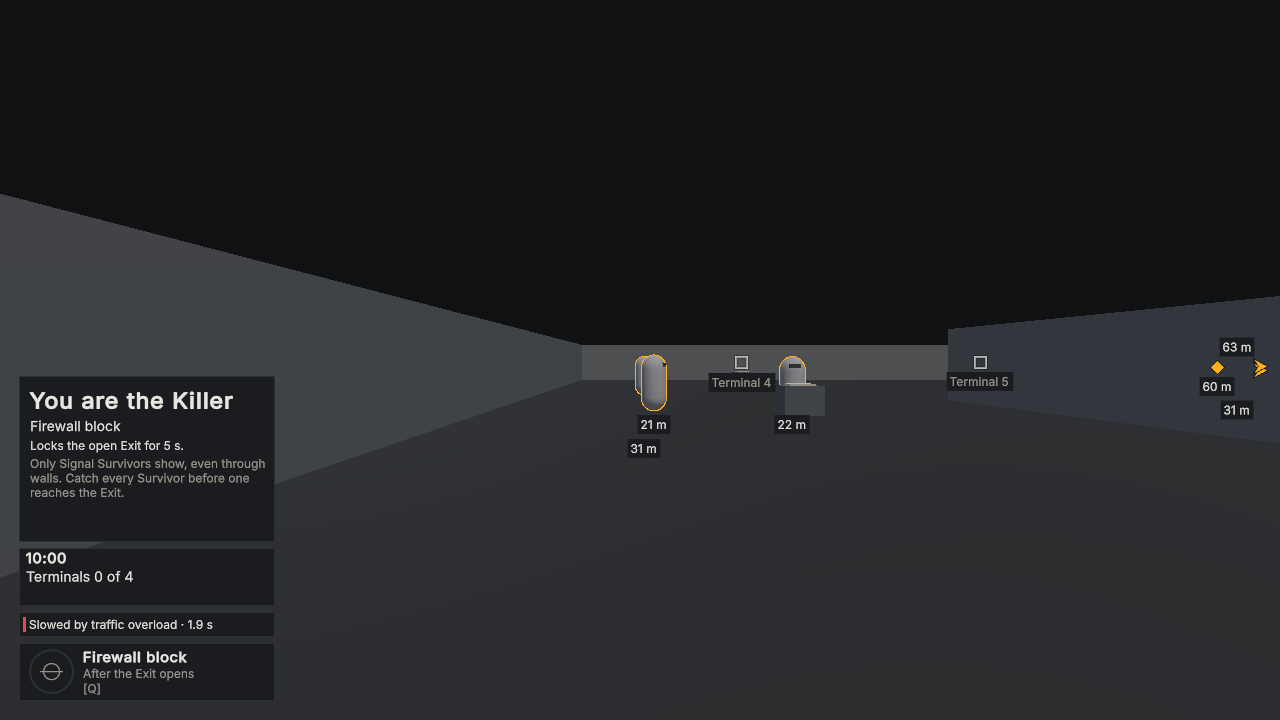 You are the Killer
Firewall block
Locks the open Exit for 5 s.
Only Signal Survivors show, even through
walls. Catch every Survivor before one
reaches the Exit.
10:00
Terminals 0 of 4
Slowed by traffic overload · 1.9 s
Firewall block
After the Exit opens
[Q]
21 m
31 m
Terminal 4
22 m
Terminal 5
63 m
60 m
31 m